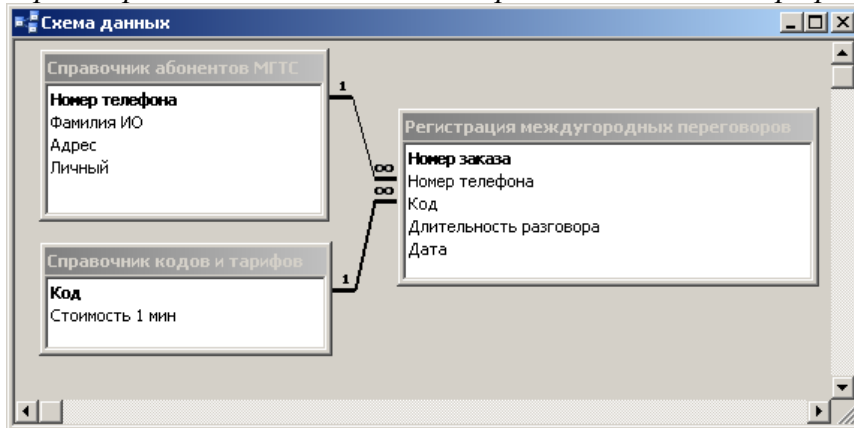 Схема данных
Справочник абонентов МГТС
Номер телефона
Фамилия ИО
Адрес
Личный
1
∞
∞
1
Регистрация междугородных переговоров
Номер заказа
Номер телефона
Код
Длительность разговора
Дата
Справочник кодов и тарифов
Код
Стоимость 1 мин